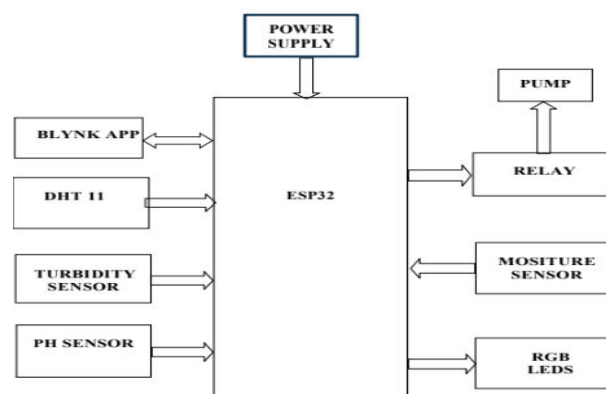 POWER
SUPPLY
PUMP
BLYNK APP
RELAY
DHT 11
ESP32
TURBIDITY
SENSOR
MOSITURE
SENSOR
PH SENSOR
RGB
LEDS